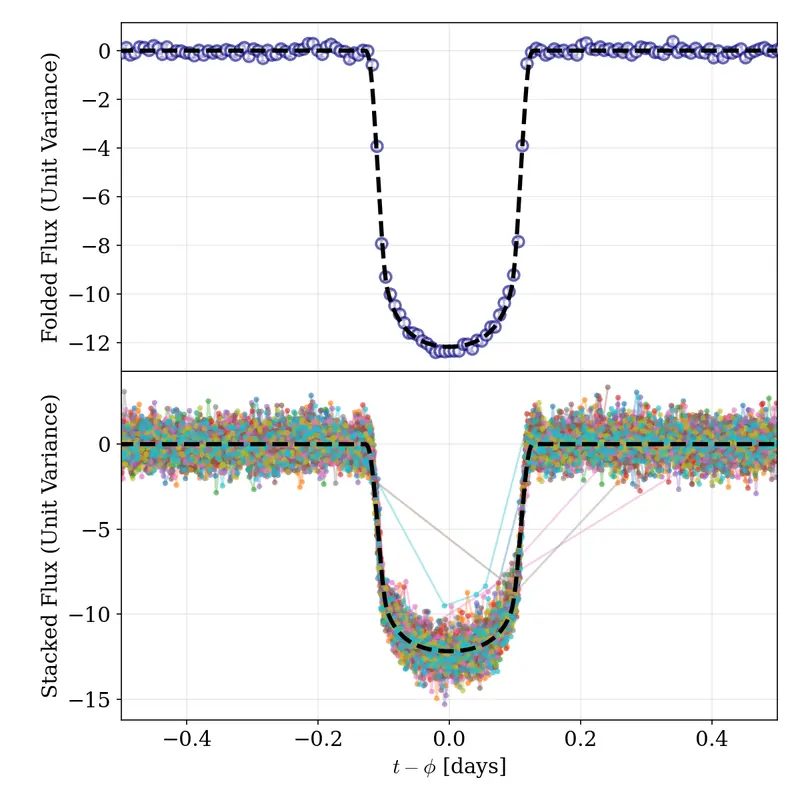 Folded Flux (Unit Variance)
0
−2
−4
−6
−8
−10
−12
Stacked Flux (Unit Variance)
0
−5
−10
−15
−0.4 −0.2 0.0 0.2 0.4
t − ϕ [days]